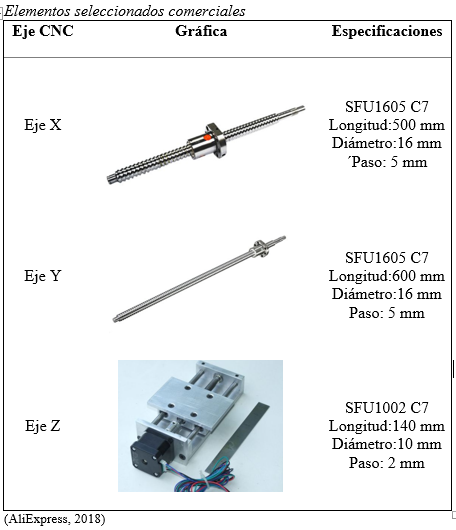 Elementos seleccionados comerciales
Eje CNC Gráfica Especificaciones
Eje X
SFU1605 C7
Longitud:500 mm
Diámetro:16 mm
´Paso: 5 mm
Eje Y
SFU1605 C7
Longitud:600 mm
Diámetro:16 mm
Paso: 5 mm
Eje Z
SFU1002 C7
Longitud:140 mm
Diámetro:10 mm
Paso: 2 mm
(AliExpress, 2018)